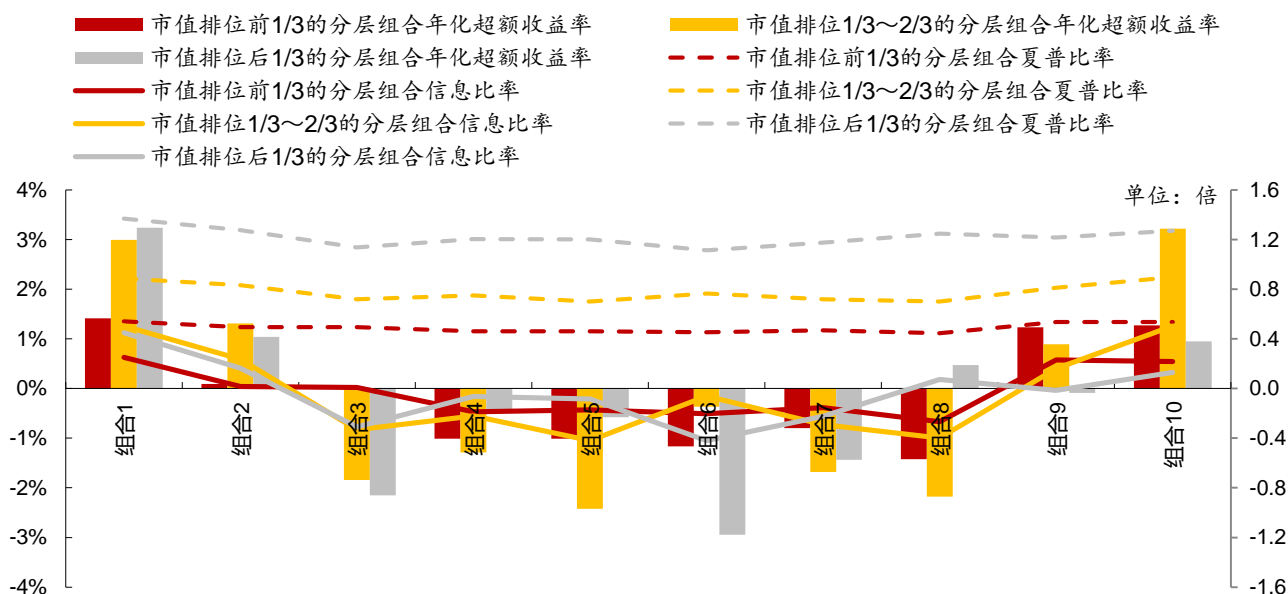 市值排位前1/3的分层组合年化超额收益率
市值排位1/3～2/3的分层组合年化超额收益率
市值排位后1/3的分层组合年化超额收益率
市值排位前1/3的分层组合夏普比率
市值排位前1/3的分层组合信息比率
市值排位1/3～2/3的分层组合夏普比率
市值排位1/3～2/3的分层组合信息比率
市值排位后1/3的分层组合夏普比率
市值排位后1/3的分层组合信息比率
单位：倍
4%
3%
2%
1%
0%
-1%
-2%
-3%
-4%
1.6
1.2
0.8
0.4
0.0
-0.4
-0.8
-1.2
-1.6
组合1
组合2
组合3
组合4
组合5
组合6
组合7
组合8
组合9
组合10